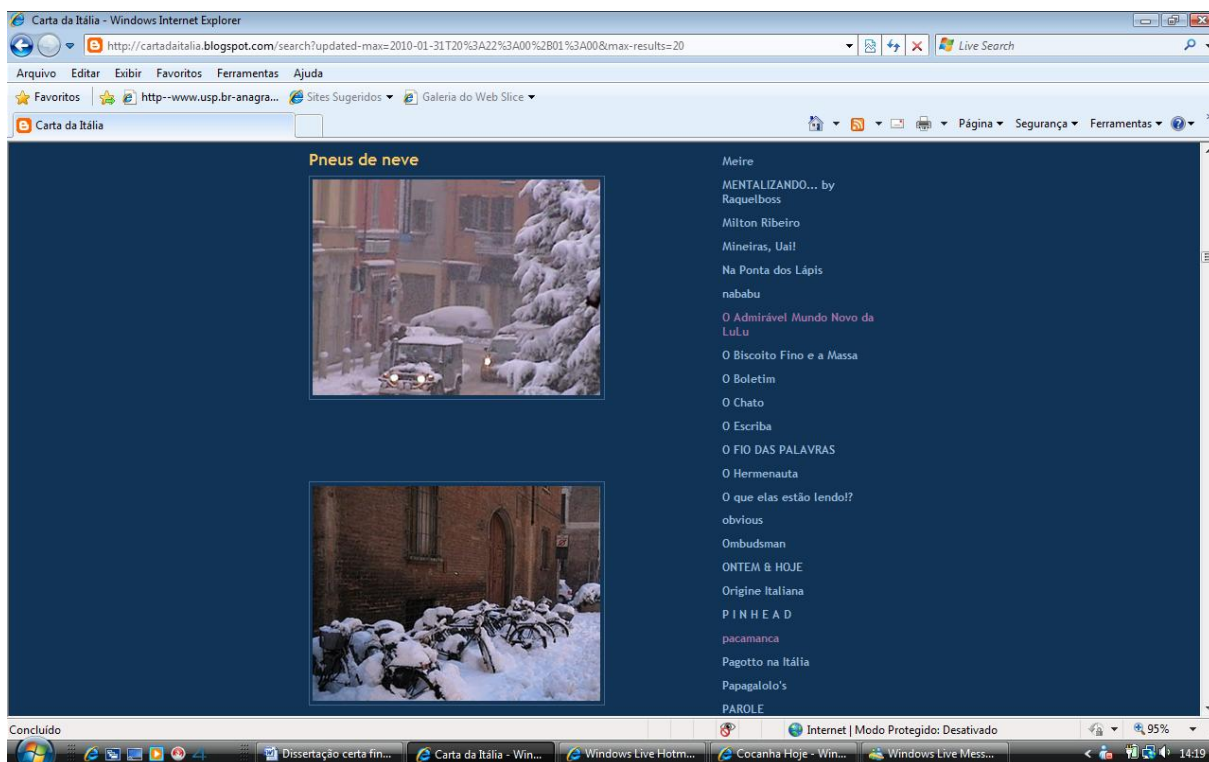 Carta da Itália - Windows Internet Explorer
http://cartadaitalia.blogspot.com/search?updated-max=2010-01-31T20%3A22%3A00%2B01%3A00&max-results=20
Live Search
Arquivo Editar Exibir Favoritos Ferramentas Ajuda
Favoritos http--www.usp.br-anagra... Sites Sugeridos Galeria do Web Slice
Carta da Itália Página Segurança Ferramentas
Pneus de neve
Meire
MENTALIZANDO... by
Raquelboss
Milton Ribeiro
Mineiras, Uai!
Na Ponta dos Lápis
nababu
O Admirável Mundo Novo da
LuLu
O Biscoito Fino e a Massa
O Boletim
O Chato
O Escriba
O FIO DAS PALAVRAS
O Hermenauta
O que elas estão lendo!?
obvious
Ombudsman
ONTEM & HOJE
Origine Italiana
P I N H E A D
pacamanca
Pagotto na Itália
Papagalolo's
PAROLE
Concluído Internet | Modo Protegido: Desativado 95%
Dissertação certa fin... Carta da Itália - Win... Windows Live Hotm... Cocanha Hoje - Win... Windows Live Mess... 14:19